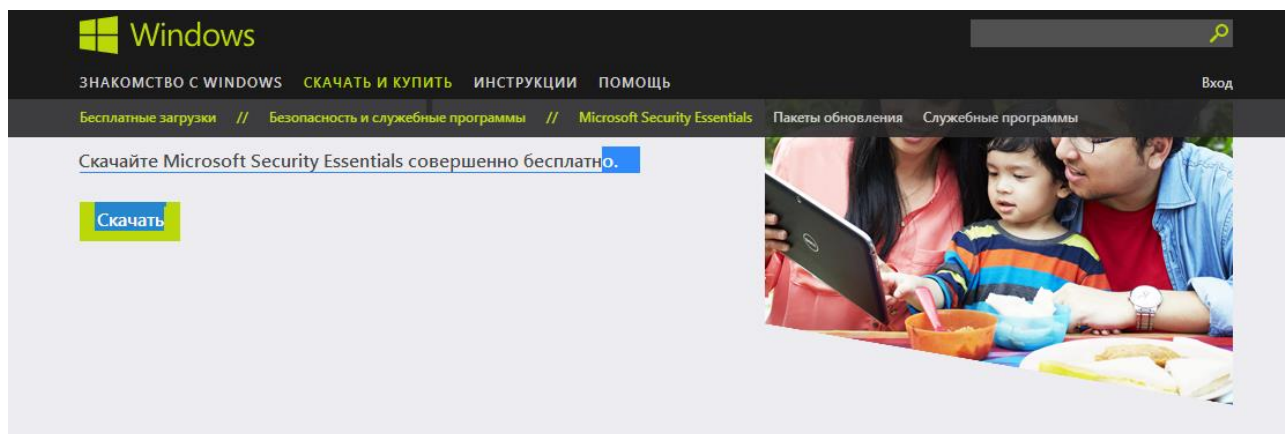 Windows
ЗНАКОМСТВО С WINDOWS СКАЧАТЬ И КУПИТЬ ИНСТРУКЦИИ ПОМОЩЬ Вход
Бесплатные загрузки // Безопасность и служебные программы // Microsoft Security Essentials Пакеты обновления Служебные программы
Скачайте Microsoft Security Essentials совершенно бесплатно.
Скачать
DELL